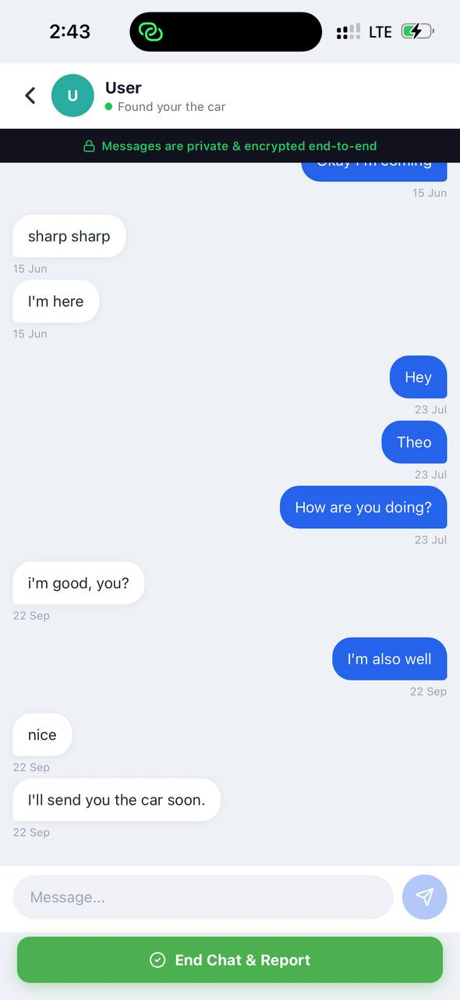 2:43
LTE
U
User
Found your the car
Messages are private & encrypted end-to-end
Okay I'm coming
15 Jun
sharp sharp
15 Jun
I'm here
15 Jun
Hey
23 Jul
Theo
23 Jul
How are you doing?
23 Jul
i'm good, you?
22 Sep
I’m also well
22 Sep
nice
22 Sep
I'll send you the car soon.
22 Sep
Message...
End Chat & Report